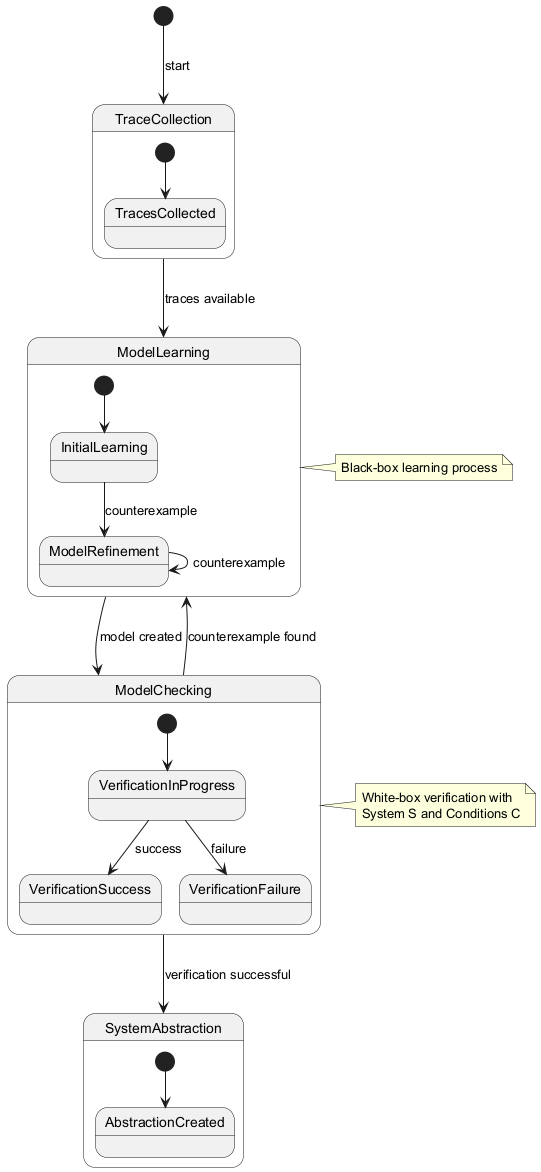 start
TraceCollection
TracesCollected
traces available
ModelLearning
InitialLearning
Black-box learning process
counterexample
ModelRefinement
counterexample
model created
counterexample found
ModelChecking
VerificationInProgress
White-box verification with
System S and Conditions C
success
failure
VerificationSuccess
VerificationFailure
verification successful
SystemAbstraction
AbstractionCreated